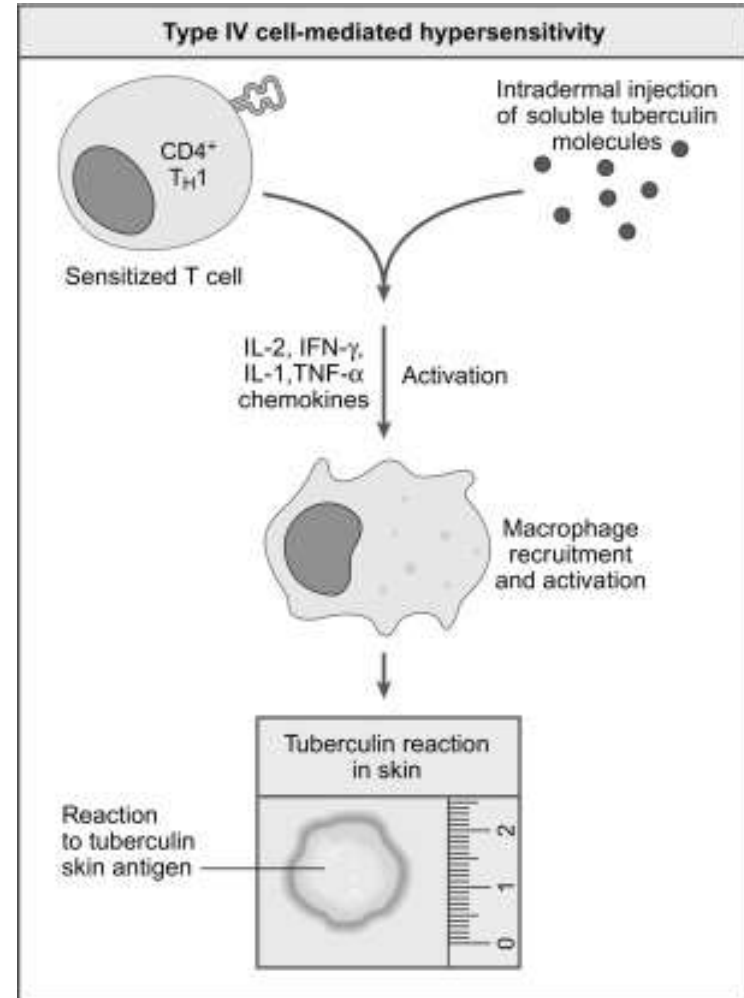 Type IV cell-mediated hypersensitivity
CD4⁺
T_H1
Sensitized T cell
Intradermal injection
of soluble tuberculin
molecules
IL-2, IFN-γ,
IL-1,TNF-α
chemokines
Activation
Macrophage
recruitment
and activation
Tuberculin reaction
in skin
Reaction
to tuberculin
skin antigen
2
1
0